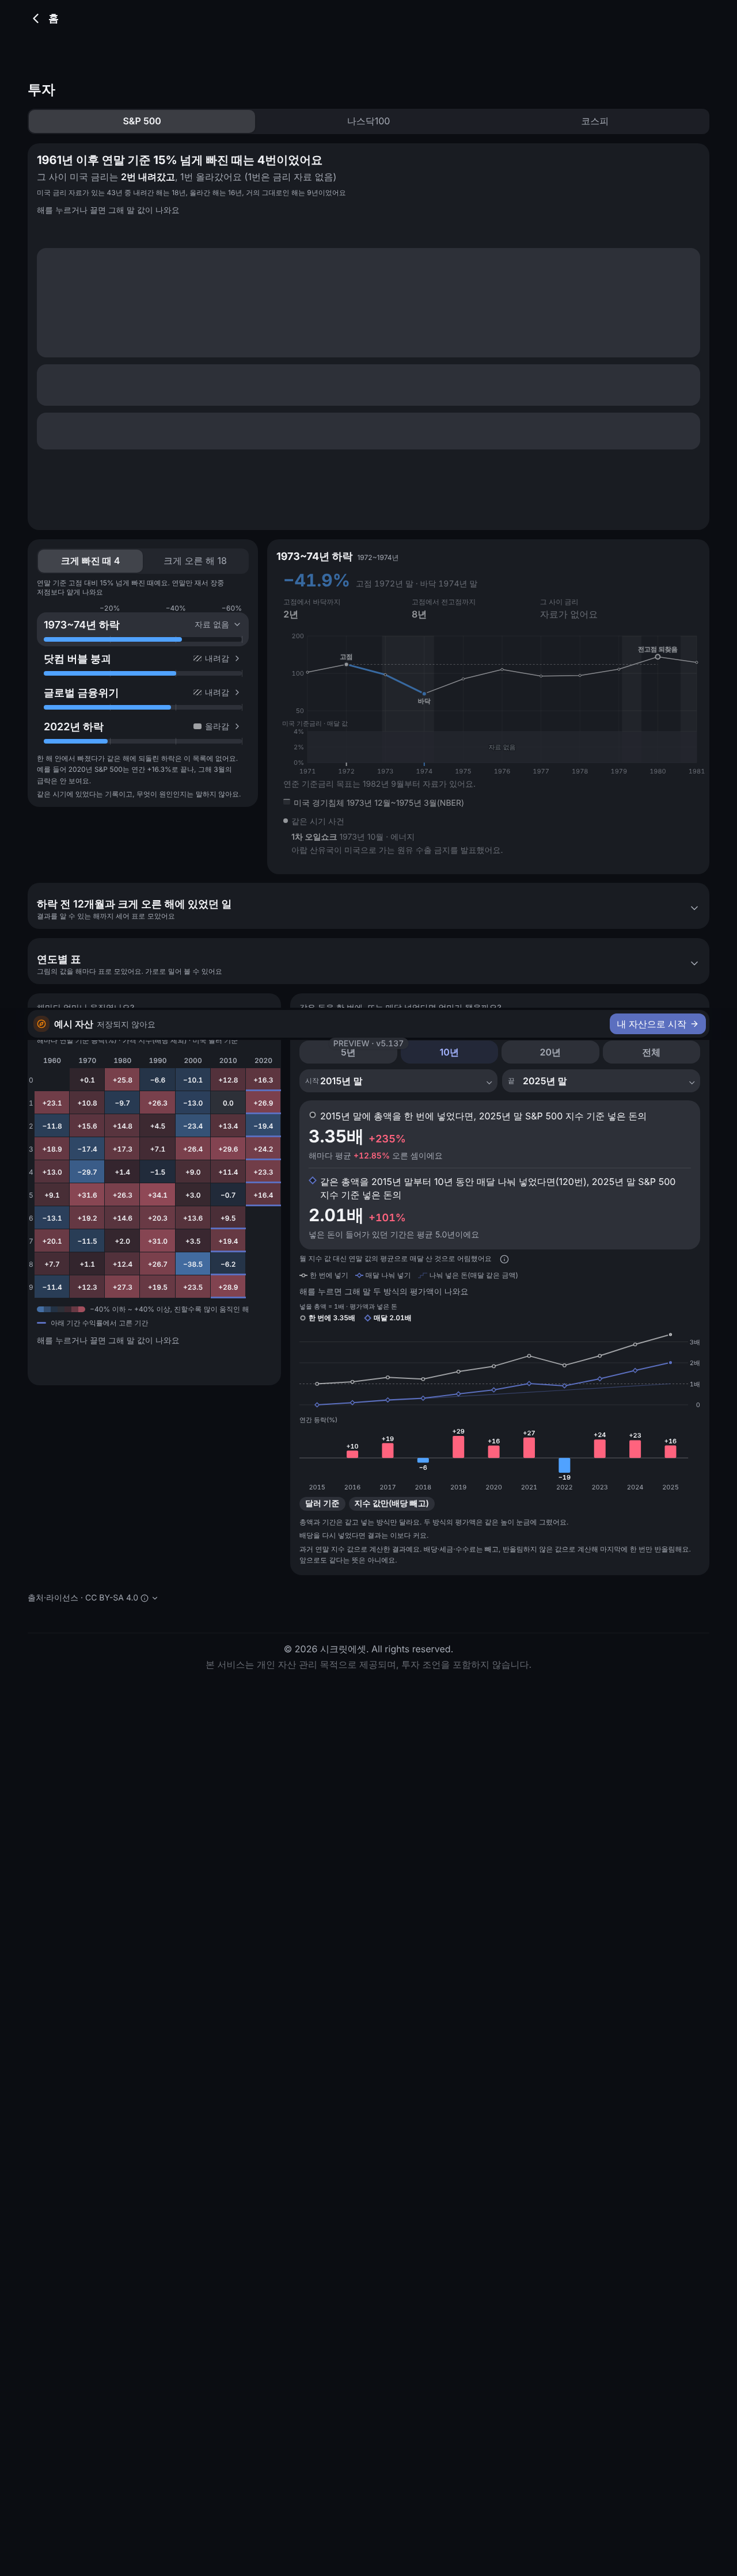 홈
투자
S&P 500
나스닥100
코스피
1961년 이후 연말 기준 15% 넘게 빠진 때는 4번이었어요
그 사이 미국 금리는 2번 내려갔고, 1번 올라갔어요 (1번은 금리 자료 없음)
미국 금리 자료가 있는 43년 중 내려간 해는 18년, 올라간 해는 16년, 거의 그대로인 해는 9년이었어요
해를 누르거나 끌면 그해 말 값이 나와요
크게 빠진 때 4
크게 오른 해 18
연말 기준 고점 대비 15% 넘게 빠진 때예요. 연말만 재서 장중
저점보다 얕게 나와요
−20% −40% −60%
1973~74년 하락 자료 없음
닷컴 버블 붕괴 내려감
글로벌 금융위기 내려감
2022년 하락 올라감
한 해 안에서 빠졌다가 같은 해에 되돌린 하락은 이 목록에 없어요.
예를 들어 2020년 S&P 500는 연간 +16.3%로 끝나, 그해 3월의
급락은 안 보여요.
같은 시기에 있었다는 기록이고, 무엇이 원인인지는 말하지 않아요.
1973~74년 하락 1972~1974년
−41.9% 고점 1972년 말 · 바닥 1974년 말
고점에서 바닥까지 고점에서 전고점까지 그 사이 금리
2년 8년 자료가 없어요
200
전고점 되찾음
고점
100
바닥
50
미국 기준금리 · 매달 값
4%
2%
자료 없음
0%
1971 1972 1973 1974 1975 1976 1977 1978 1979 1980 1981
연준 기준금리 목표는 1982년 9월부터 자료가 있어요.
미국 경기침체 1973년 12월~1975년 3월(NBER)
같은 시기 사건
1차 오일쇼크 1973년 10월 · 에너지
아랍 산유국이 미국으로 가는 원유 수출 금지를 발표했어요.
하락 전 12개월과 크게 오른 해에 있었던 일
결과를 알 수 있는 해까지 세어 표로 모았어요
연도별 표
그림의 값을 해마다 표로 모았어요. 가로로 밀어 볼 수 있어요
예시 자산 저장되지 않아요
내 자산으로 시작
PREVIEW · v5.137
1960 1970 1980 1990 2000 2010 2020
0 +0.1 +25.8 −6.6 −10.1 +12.8 +16.3
1 +23.1 +10.8 −9.7 +26.3 −13.0 0.0 +26.9
2 −11.8 +15.6 +14.8 +4.5 −23.4 +13.4 −19.4
3 +18.9 −17.4 +17.3 +7.1 +26.4 +29.6 +24.2
4 +13.0 −29.7 +1.4 −1.5 +9.0 +11.4 +23.3
5 +9.1 +31.6 +26.3 +34.1 +3.0 −0.7 +16.4
6 −13.1 +19.2 +14.6 +20.3 +13.6 +9.5
7 +20.1 −11.5 +2.0 +31.0 +3.5 +19.4
8 +7.7 +1.1 +12.4 +26.7 −38.5 −6.2
9 −11.4 +12.3 +27.3 +19.5 +23.5 +28.9
−40% 이하 ~ +40% 이상, 진할수록 많이 움직인 해
아래 기간 수익률에서 고른 기간
해를 누르거나 끌면 그해 말 값이 나와요
5년
10년
20년
전체
시작 2015년 말
끝 2025년 말
2015년 말에 총액을 한 번에 넣었다면, 2025년 말 S&P 500 지수 기준 넣은 돈의
3.35배 +235%
해마다 평균 +12.85% 오른 셈이에요
같은 총액을 2015년 말부터 10년 동안 매달 나눠 넣었다면(120번), 2025년 말 S&P 500
지수 기준 넣은 돈의
2.01배 +101%
넣은 돈이 들어가 있던 기간은 평균 5.0년이에요
월 지수 값 대신 연말 값의 평균으로 매달 산 것으로 어림했어요
한 번에 넣기 매달 나눠 넣기 나눠 넣은 돈(매달 같은 금액)
해를 누르면 그해 말 두 방식의 평가액이 나와요
넣을 총액 = 1배 · 평가액과 넣은 돈
한 번에 3.35배 매달 2.01배
3배
2배
1배
0
연간 등락(%)
+10 +19 −6 +29 +16 +27 −19 +24 +23 +16
2015 2016 2017 2018 2019 2020 2021 2022 2023 2024 2025
달러 기준
지수 값만(배당 빼고)
총액과 기간은 같고 넣는 방식만 달라요. 두 방식의 평가액은 같은 높이 눈금에 그렸어요.
배당을 다시 넣었다면 결과는 이보다 커요.
과거 연말 지수 값으로 계산한 결과예요. 배당·세금·수수료는 빼고, 반올림하지 않은 값으로 계산해 마지막에 한 번만 반올림해요.
앞으로도 같다는 뜻은 아니에요.
출처·라이선스 · CC BY-SA 4.0
© 2026 시크릿에셋. All rights reserved.
본 서비스는 개인 자산 관리 목적으로 제공되며, 투자 조언을 포함하지 않습니다.